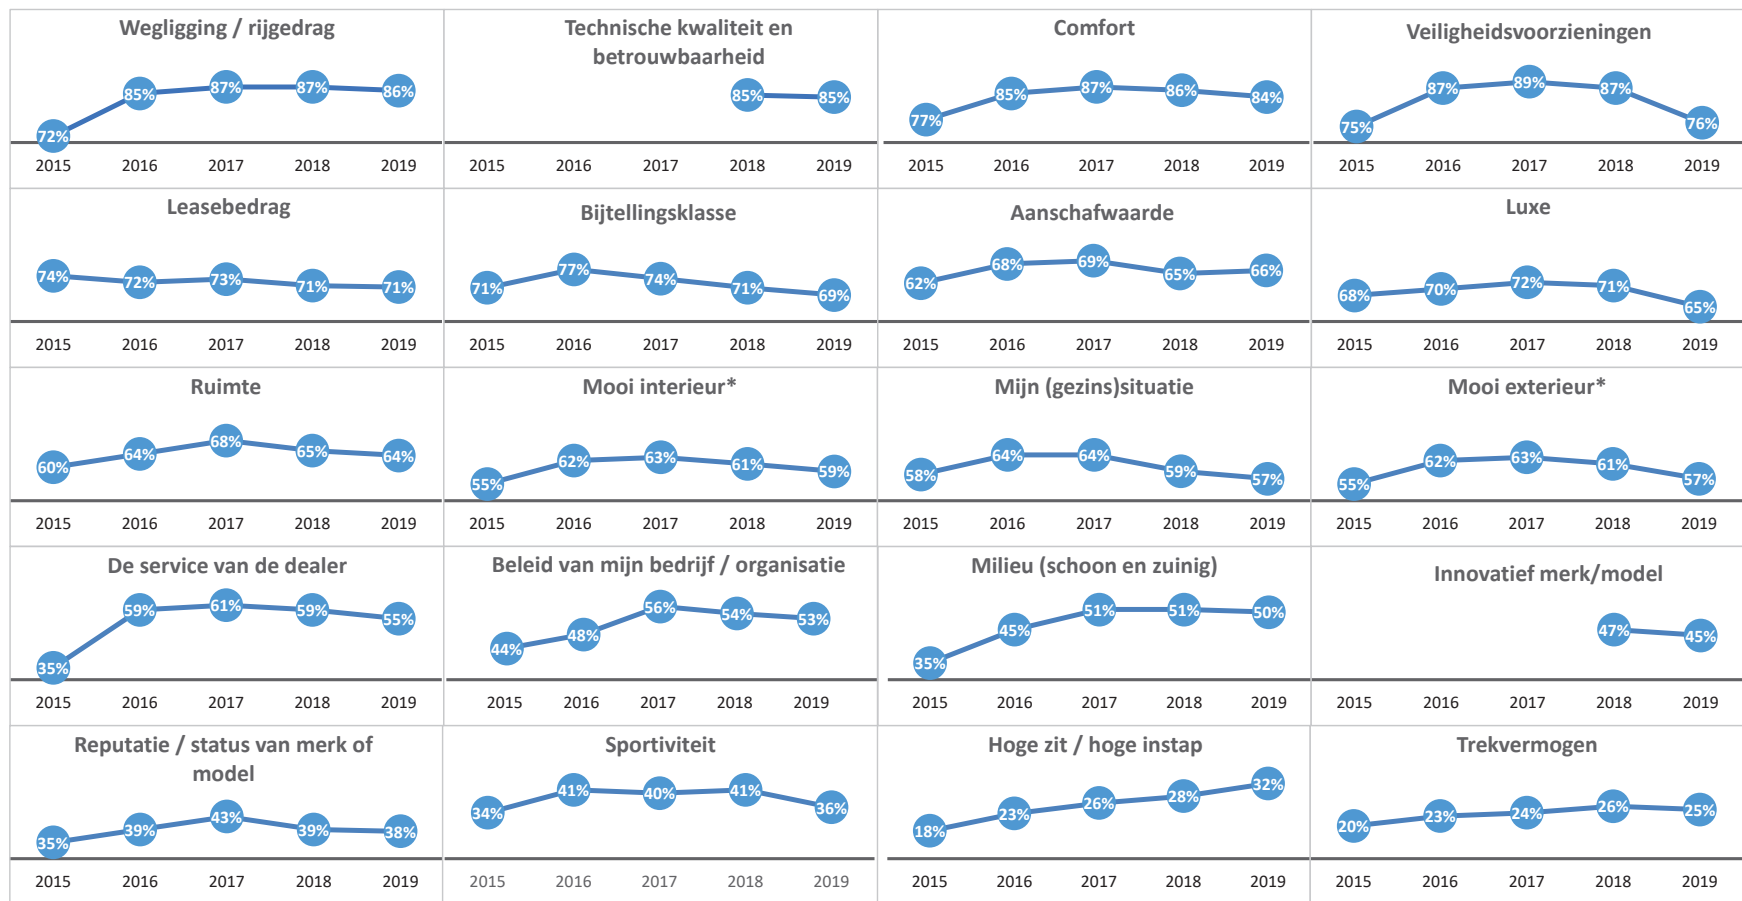 Wegligging / rijgedrag
72% 85% 87% 87% 86%
2015 2016 2017 2018 2019
Technische kwaliteit en
betrouwbaarheid
85% 85%
2015 2016 2017 2018 2019
Comfort
77% 85% 87% 86% 84%
2015 2016 2017 2018 2019
Veiligheidsvoorzieningen
75% 87% 89% 87% 76%
2015 2016 2017 2018 2019
Leasebedrag
74% 72% 73% 71% 71%
2015 2016 2017 2018 2019
Bijtellingsklasse
71% 77% 74% 71% 69%
2015 2016 2017 2018 2019
Aanschafwaarde
62% 68% 69% 65% 66%
2015 2016 2017 2018 2019
Luxe
68% 70% 72% 71% 65%
2015 2016 2017 2018 2019
Ruimte
60% 64% 68% 65% 64%
2015 2016 2017 2018 2019
Mooi interieur*
55% 62% 63% 61% 59%
2015 2016 2017 2018 2019
Mijn (gezins)situatie
58% 64% 64% 59% 57%
2015 2016 2017 2018 2019
Mooi exterieur*
55% 62% 63% 61% 57%
2015 2016 2017 2018 2019
De service van de dealer
35% 59% 61% 59% 55%
2015 2016 2017 2018 2019
Beleid van mijn bedrijf / organisatie
44% 48% 56% 54% 53%
2015 2016 2017 2018 2019
Milieu (schoon en zuinig)
35% 45% 51% 51% 50%
2015 2016 2017 2018 2019
Innovatief merk/model
47% 45%
2015 2016 2017 2018 2019
Reputatie / status van merk of
model
35% 39% 43% 39% 38%
2015 2016 2017 2018 2019
Sportiviteit
34% 41% 40% 41% 36%
2015 2016 2017 2018 2019
Hoge zit / hoge instap
18% 23% 26% 28% 32%
2015 2016 2017 2018 2019
Trekvermogen
20% 23% 24% 26% 25%
2015 2016 2017 2018 2019